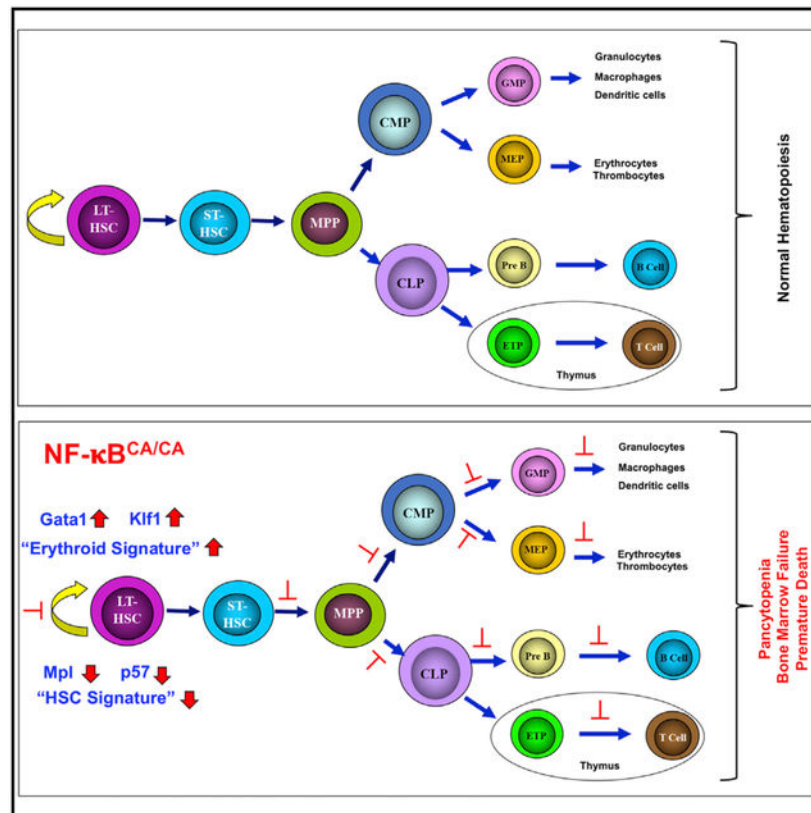 Granulocytes
GMP
Macrophages
Dendritic cells
CMP
MEP
Erythrocytes
Thrombocytes
LT-
HSC
ST-
HSC
MPP
CLP
Pre B
B Cell
ETP
T Cell
Thymus
Normal Hematopoiesis
NF-κB^CA/CA
Gata1
Klf1
“Erythroid Signature”
LT-
HSC
ST-
HSC
MPP
Mpl
p57
“HSC Signature”
CMP
GMP
Granulocytes
Macrophages
Dendritic cells
MEP
Erythrocytes
Thrombocytes
CLP
Pre B
B Cell
ETP
T Cell
Thymus
Pancytopenia
Bone Marrow Failure
Premature Death